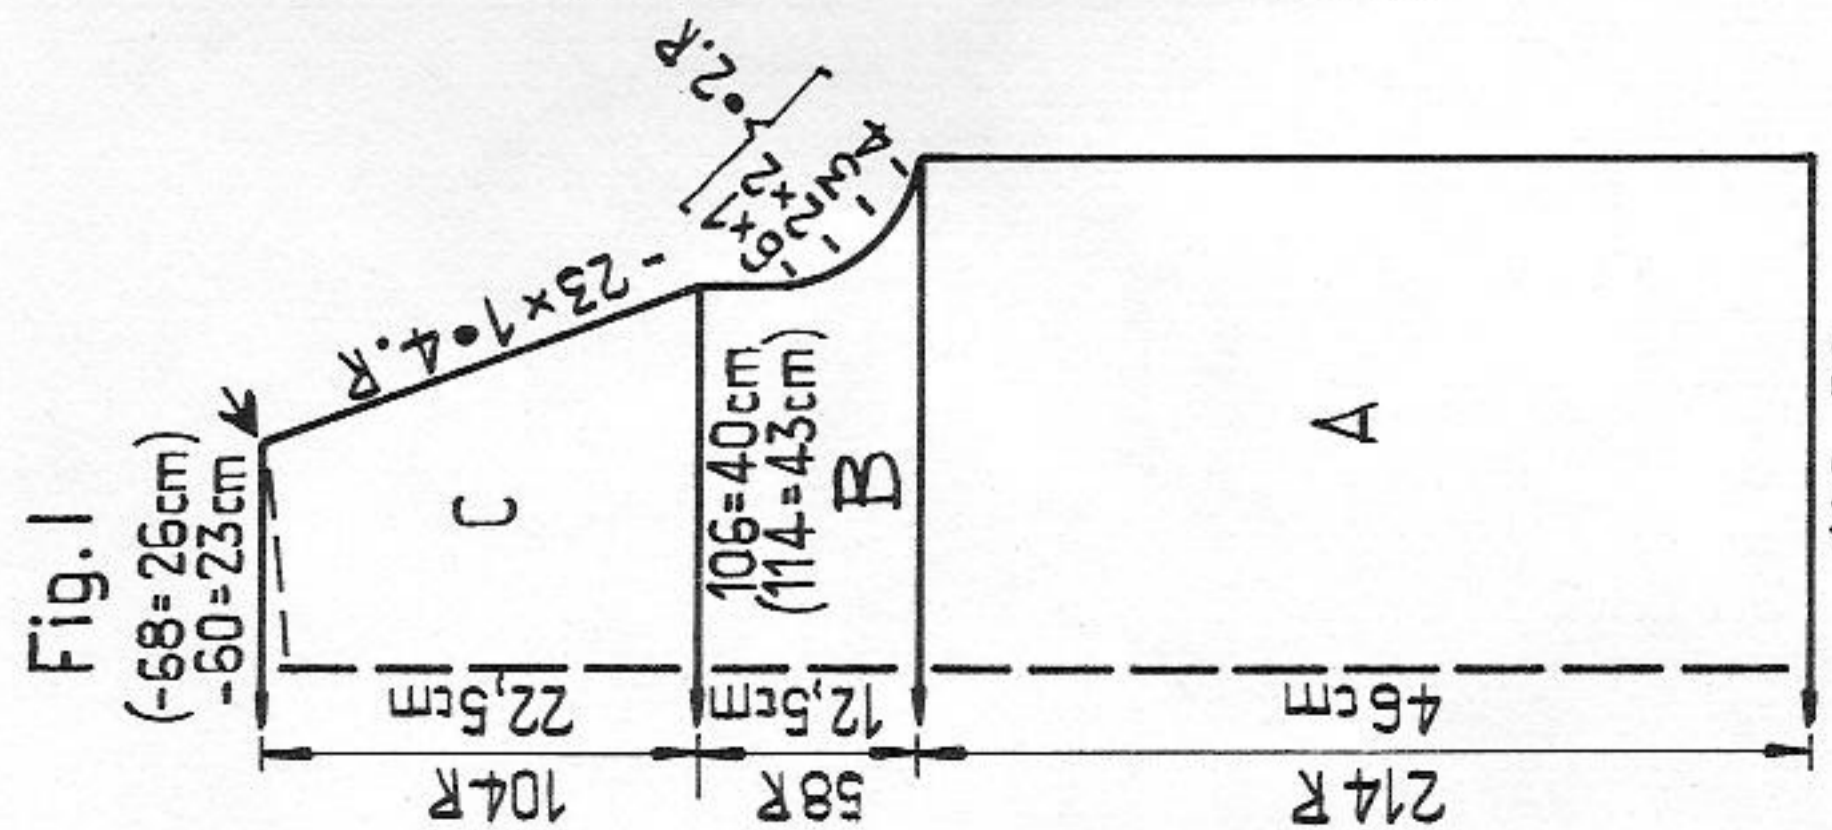 Fig.1
(-68=26cm)
-60=23cm
-23×1•4.R
C
22,5cm
104R
-4
-3
-2×2
-6×1
•2.R
106=40cm
(114=43cm)
B
12,5cm
58R
A
46cm
214R